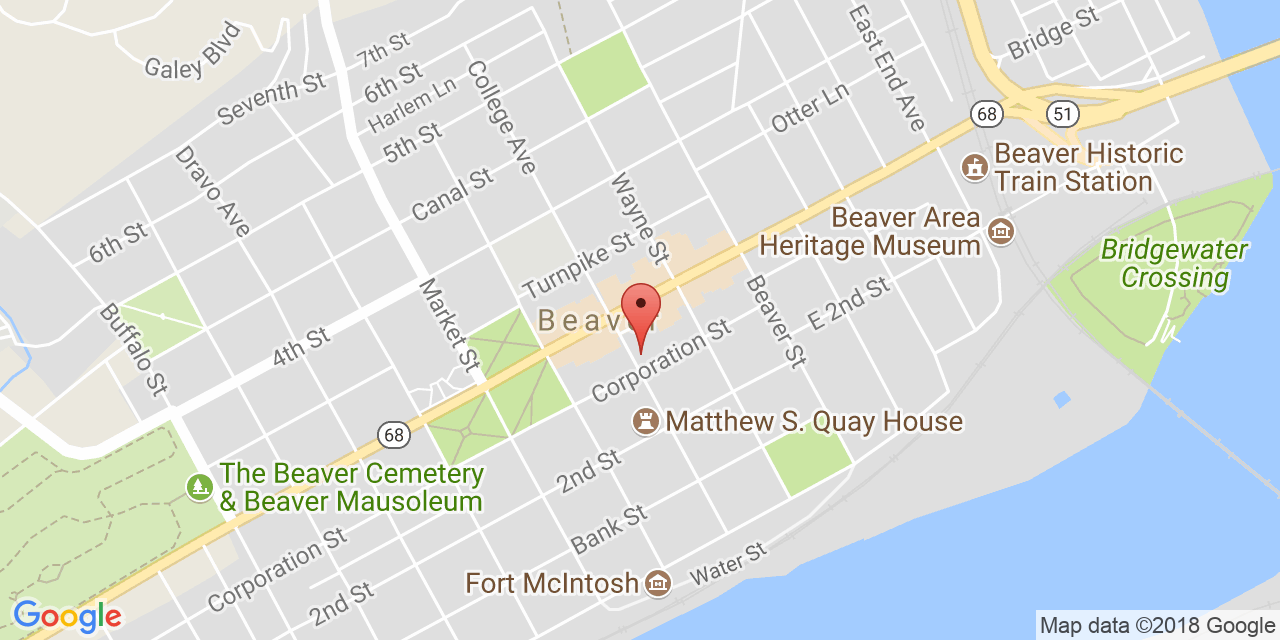 Galey Blvd
7th St
East End Ave
Bridge St
Seventh St
6th St
Harlem Ln
College Ave
Otter Ln
68
51
5th St
Dravo Ave
Canal St
Wayne St
Beaver Historic
Train Station
Beaver Area
Heritage Museum
6th St
Turnpike St
Bridgewater
Crossing
Buffalo St
Market St
4th St
Beaver
Beaver St
E 2nd St
Corporation St
Matthew S. Quay House
68
The Beaver Cemetery
& Beaver Mausoleum
2nd St
Bank St
Corporation St
Water St
Fort McIntosh
2nd St
Google
Map data ©2018 Google